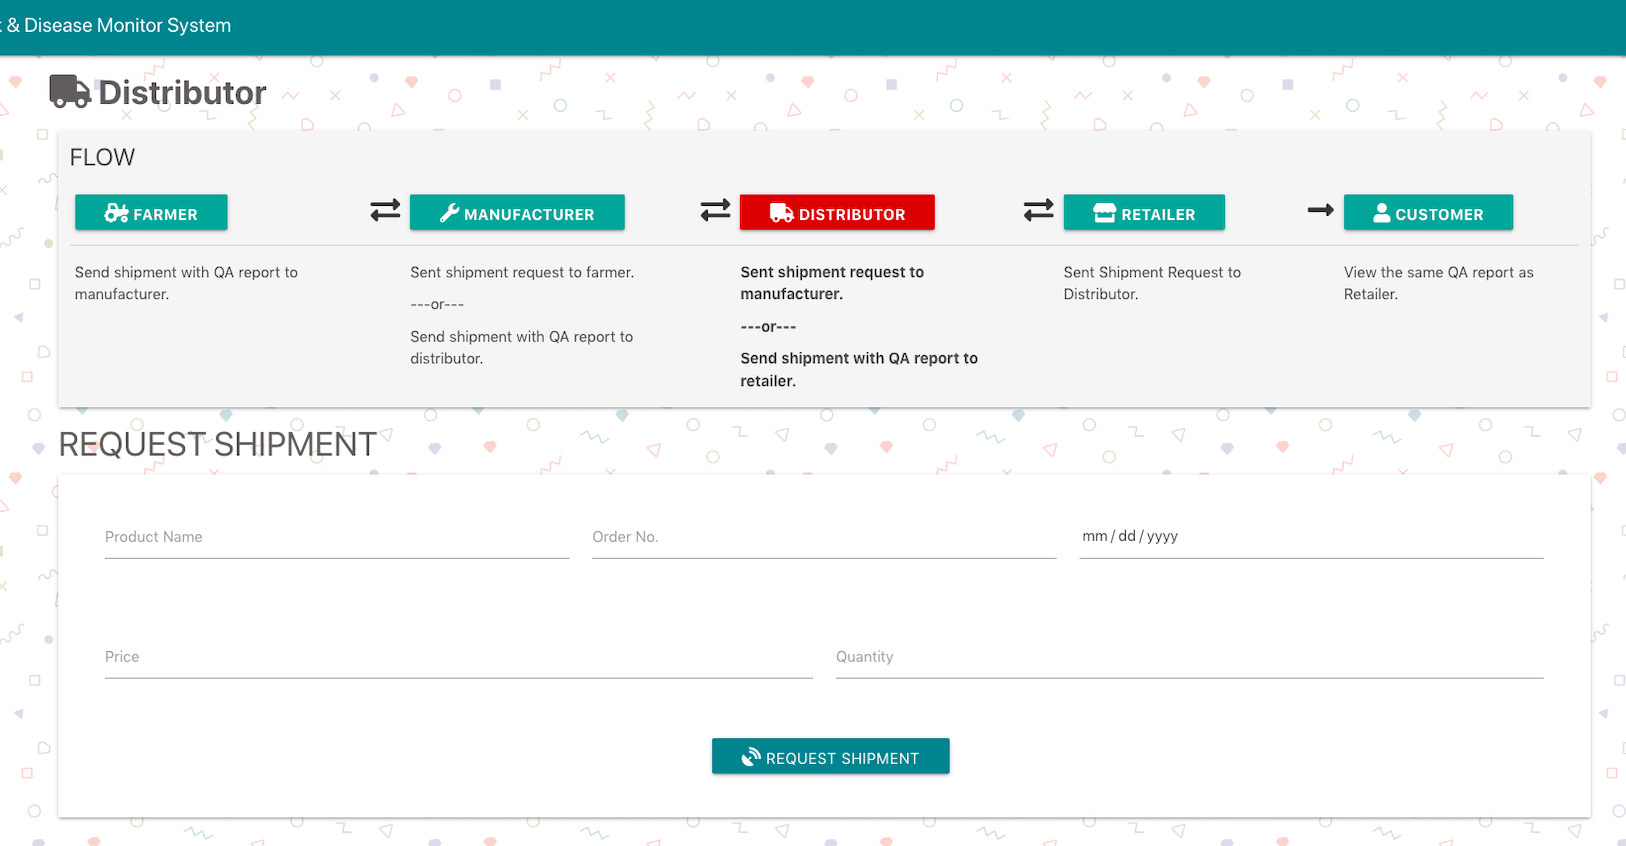 & Disease Monitor System
Distributor
FLOW
FARMER
MANUFACTURER
DISTRIBUTOR
RETAILER
CUSTOMER
Send shipment with QA report to
manufacturer.
Sent shipment request to farmer.
---or---
Send shipment with QA report to
distributor.
Sent shipment request to
manufacturer.
---or---
Send shipment with QA report to
retailer.
Sent Shipment Request to
Distributor.
View the same QA report as
Retailer.
REQUEST SHIPMENT
Product Name
Order No.
mm/dd/yyyy
Price
Quantity
REQUEST SHIPMENT